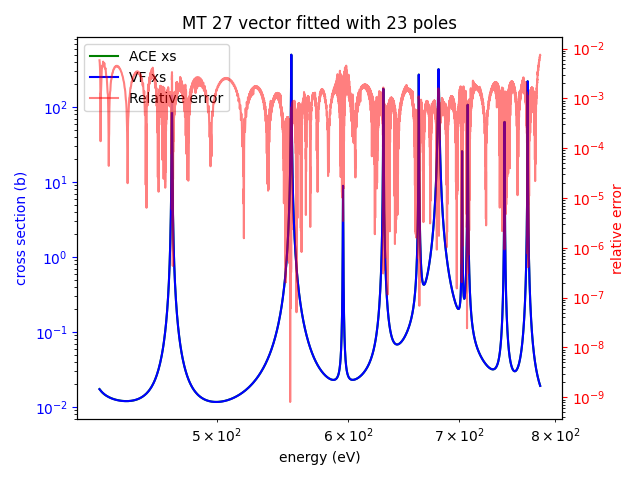 MT 27 vector fitted with 23 poles
ACE xs
VF xs
Relative error
cross section (b)
10²
10¹
10⁰
10⁻¹
10⁻²
relative error
10⁻²
10⁻³
10⁻⁴
10⁻⁵
10⁻⁶
10⁻⁷
10⁻⁸
10⁻⁹
5 × 10² 6 × 10² 7 × 10² 8 × 10²
energy (eV)